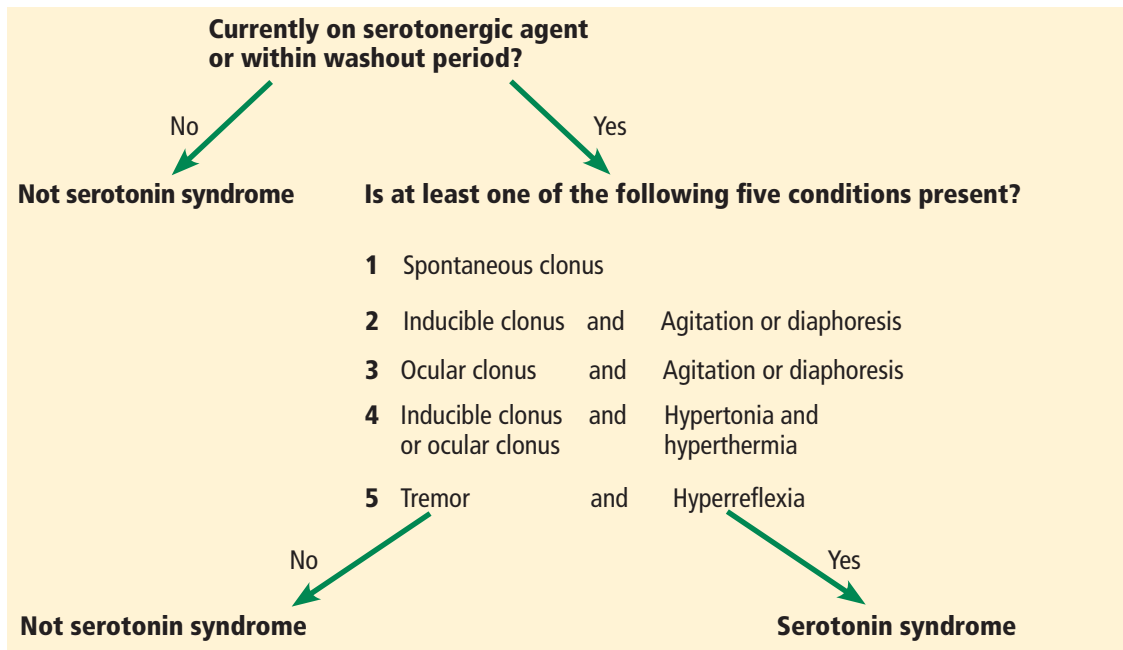 Currently on serotonergic agent
or within washout period?
No
Yes
Not serotonin syndrome
Is at least one of the following five conditions present?
1 Spontaneous clonus
2 Inducible clonus and Agitation or diaphoresis
3 Ocular clonus and Agitation or diaphoresis
4 Inducible clonus and Hypertonia and
or ocular clonus hyperthermia
5 Tremor and Hyperreflexia
No
Yes
Not serotonin syndrome
Serotonin syndrome